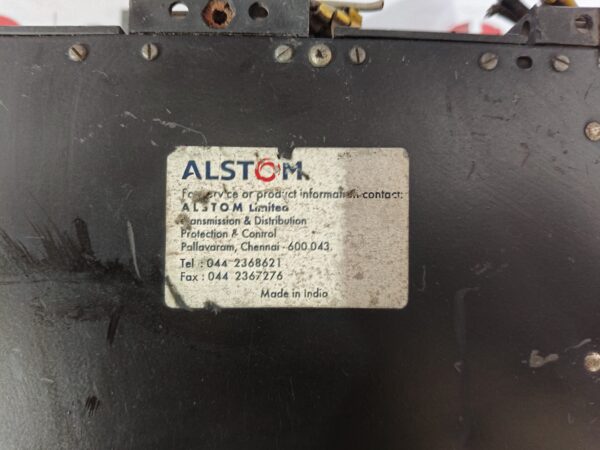 ALSTOM
For service or product information contact:
ALSTOM Limited
Transmission & Distribution
Protection & Control
Pallavaram, Chennai - 600 043
Tel : 044 2368621
Fax : 044 2367276
Made in India